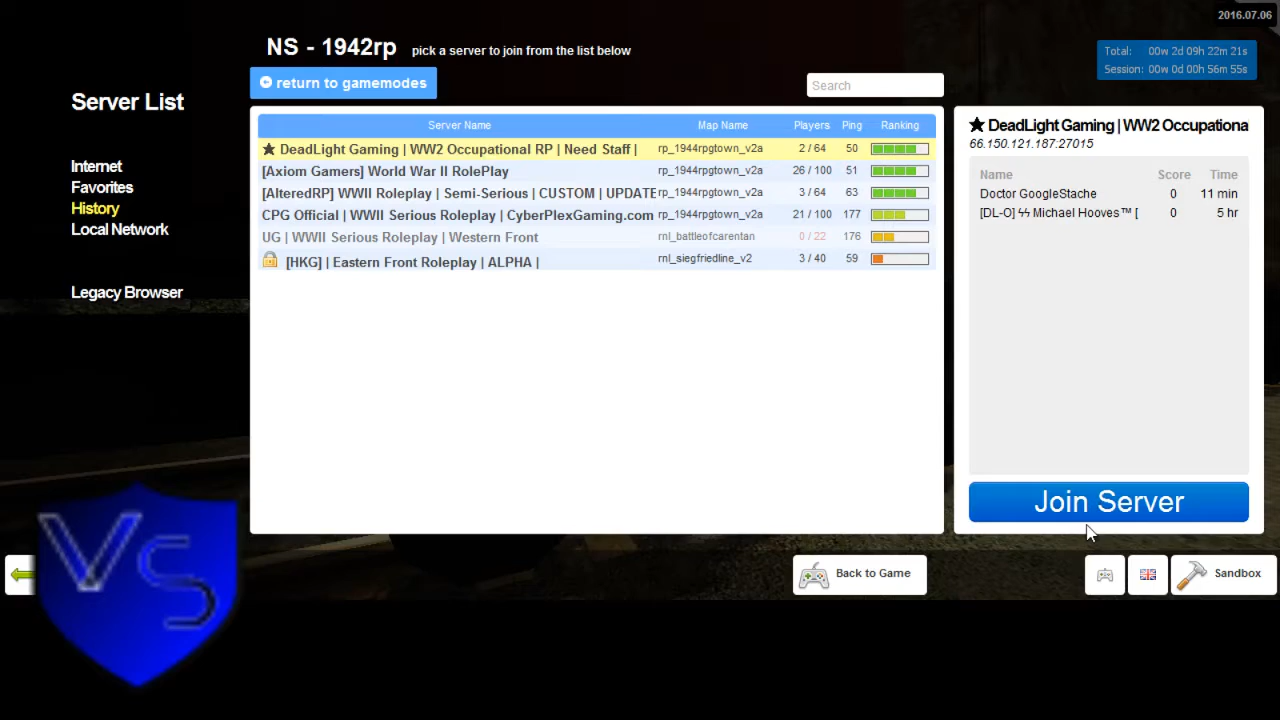 2016.07.06
NS - 1942rp pick a server to join from the list below
Total: 00w 2d 09h 22m 21s
Session: 00w 0d 00h 56m 55s
return to gamemodes
Search
Server List
Internet
Favorites
History
Local Network
Legacy Browser
Server Name Map Name Players Ping Ranking
★ DeadLight Gaming | WW2 Occupational RP | Need Staff | rp_1944rpgtown_v2a 2 / 64 50
[Axiom Gamers] World War II RolePlay rp_1944rpgtown_v2a 26 / 100 51
[AlteredRP] WWII Roleplay | Semi-Serious | CUSTOM | UPDATE rp_1944rpgtown_v2a 3 / 64 63
CPG Official | WWII Serious Roleplay | CyberPlexGaming.com rp_1944rpgtown_v2a 21 / 100 177
UG | WWII Serious Roleplay | Western Front rnl_battleofcarentan 0 / 22 176
[HKG] | Eastern Front Roleplay | ALPHA | rnl_siegfriedline_v2 3 / 40 59
★ DeadLight Gaming | WW2 Occupationa
66.150.121.187:27015
Name Score Time
Doctor GoogleStache 0 11 min
[DL-O] ϟϟ Michael Hooves™ [ 0 5 hr
Join Server
VS
Back to Game
Sandbox